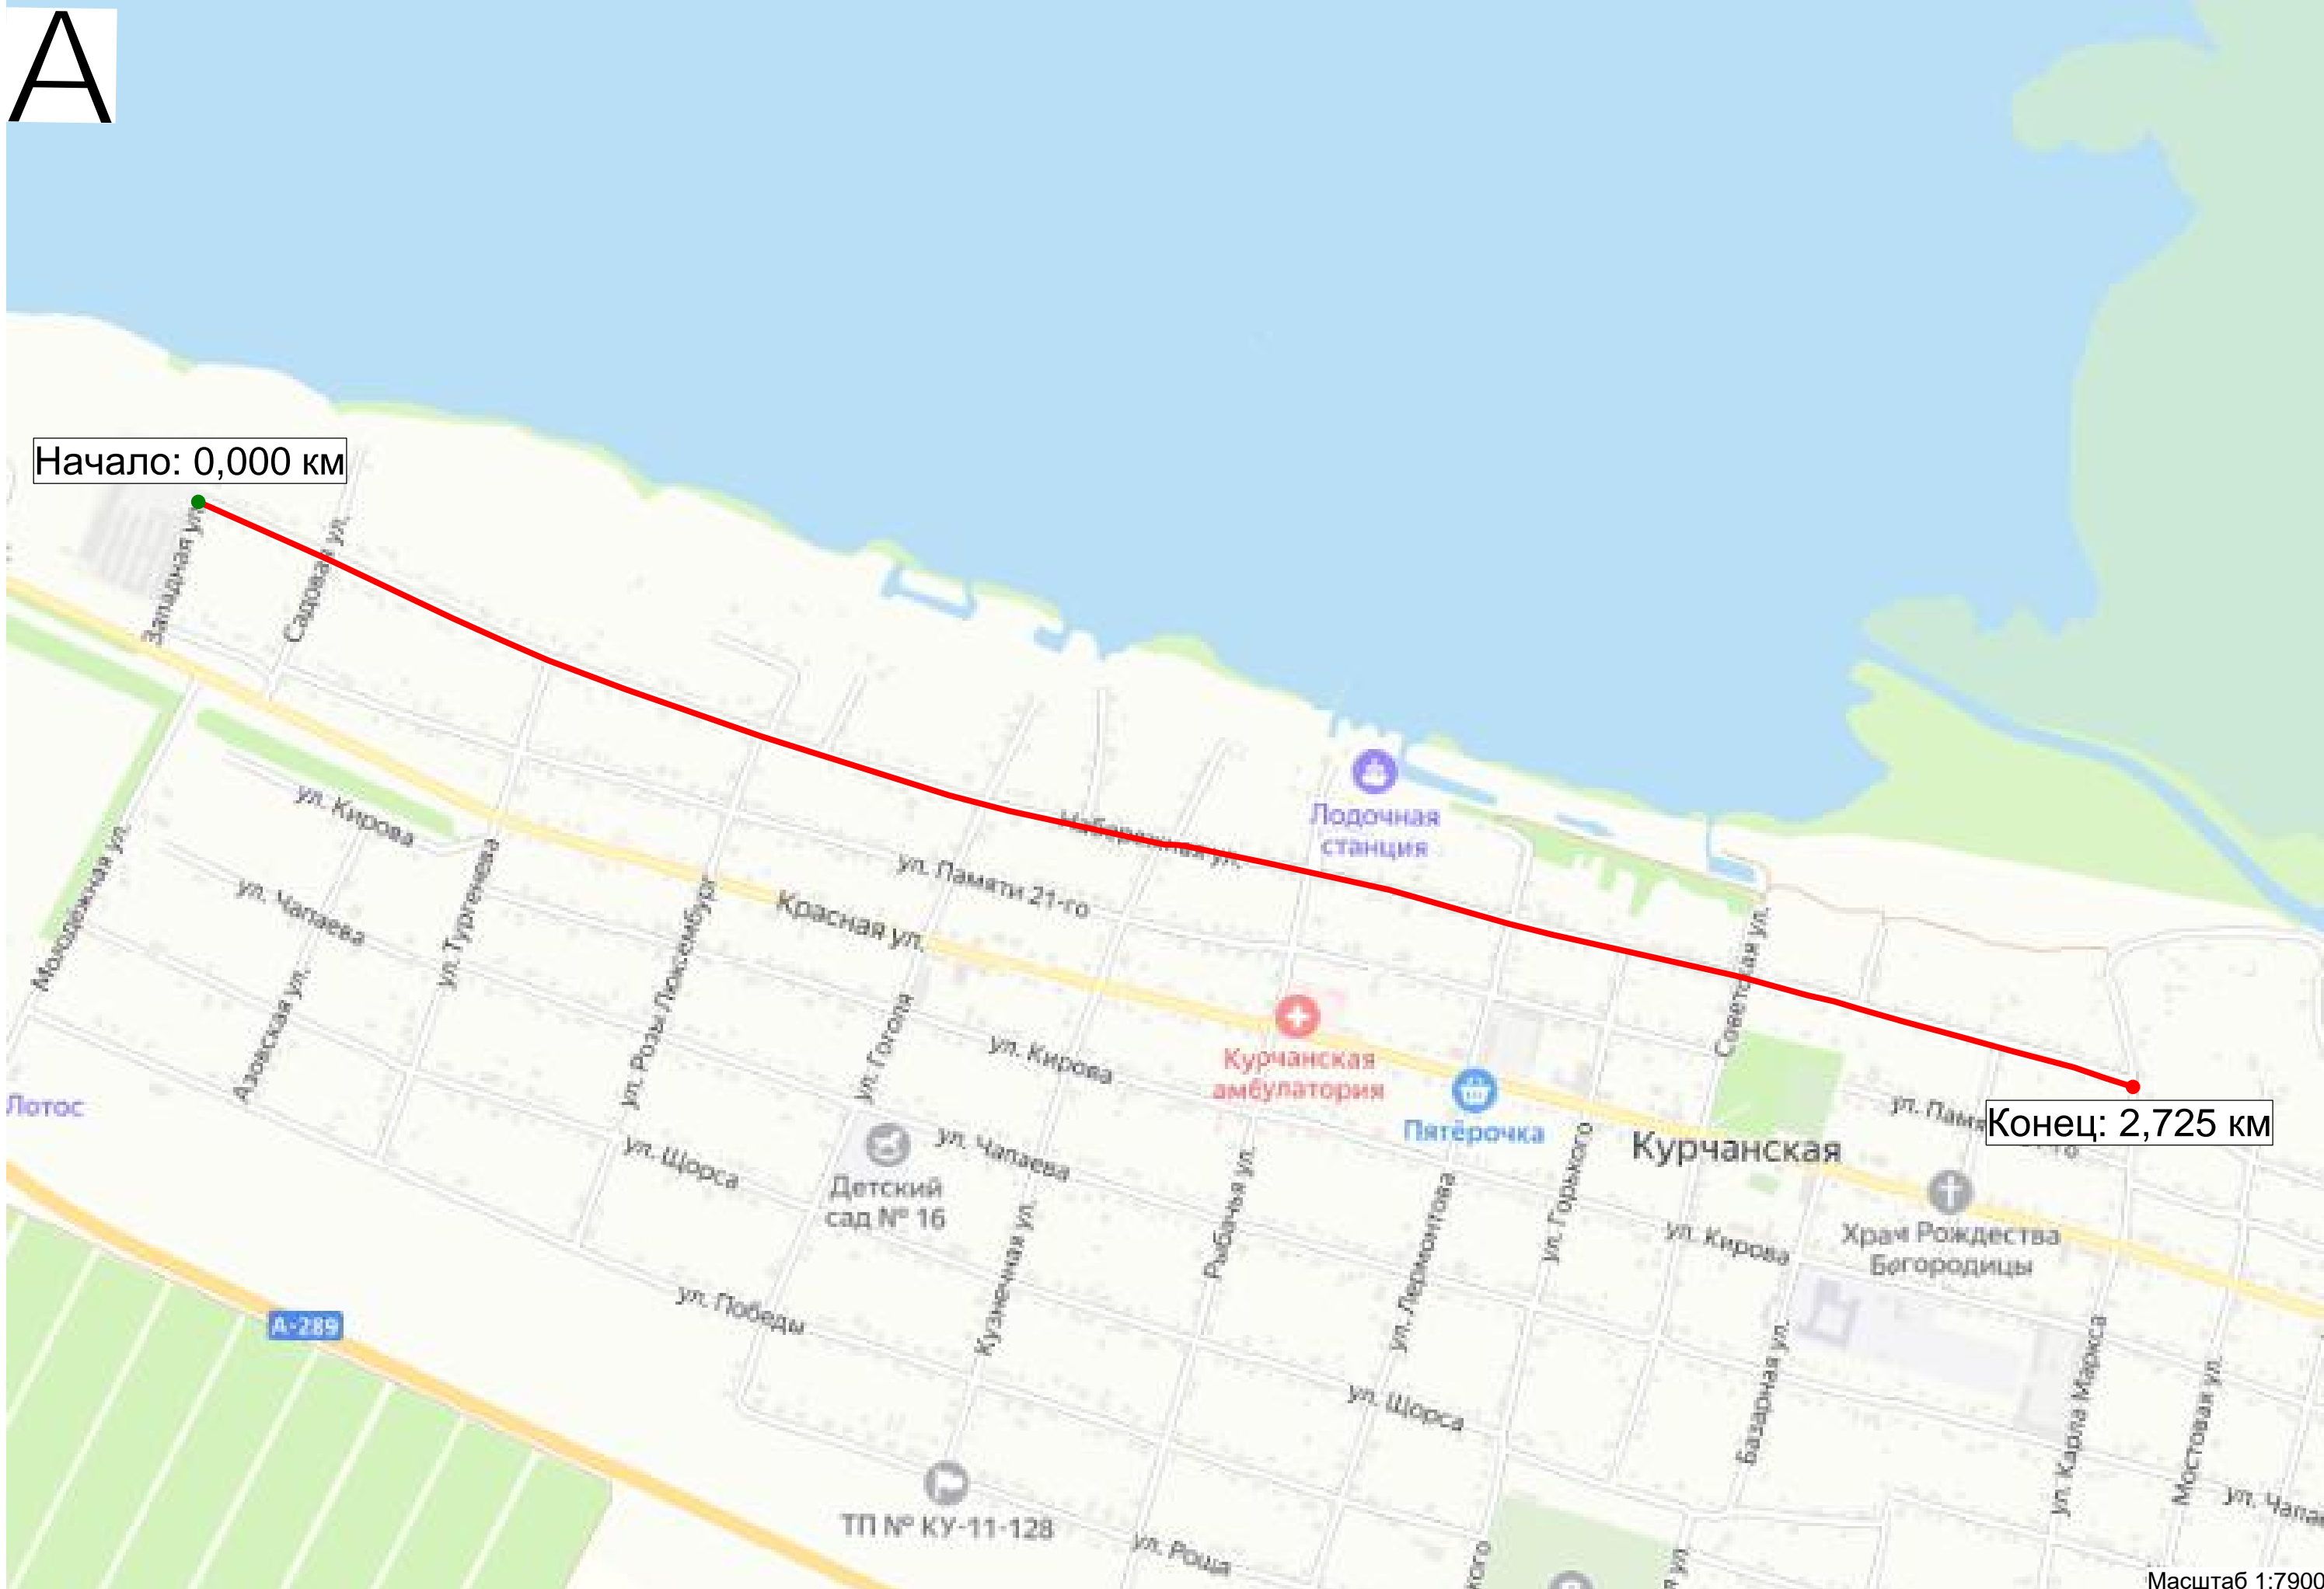 А
Начало: 0,000 км
Западная ул.
Садовая ул.
Набережная ул.
Лодочная
станция
ул. Кирова
ул. Памяти 21-го
Молодёжная ул.
ул. Чапаева
ул. Тургенева
ул. Розы Люксембург
Красная ул.
Советская ул.
Азовская ул.
ул. Гоголя
ул. Кирова
Курчанская
амбулатория
Пятёрочка
Лотос
Конец: 2,725 км
Курчанская
ул. Щорса
Детский
сад № 16
ул. Чапаева
Рыбачья ул.
ул. Лермонтова
ул. Горького
ул. Кирова
Храм Рождества
Богородицы
Кузнечная ул.
ул. Победы
А-289
Базарная ул.
ул. Карла Маркса
Мостовая ул.
ул. Щорса
ТП № КУ-11-128
ул. Роща
Масштаб 1:7900